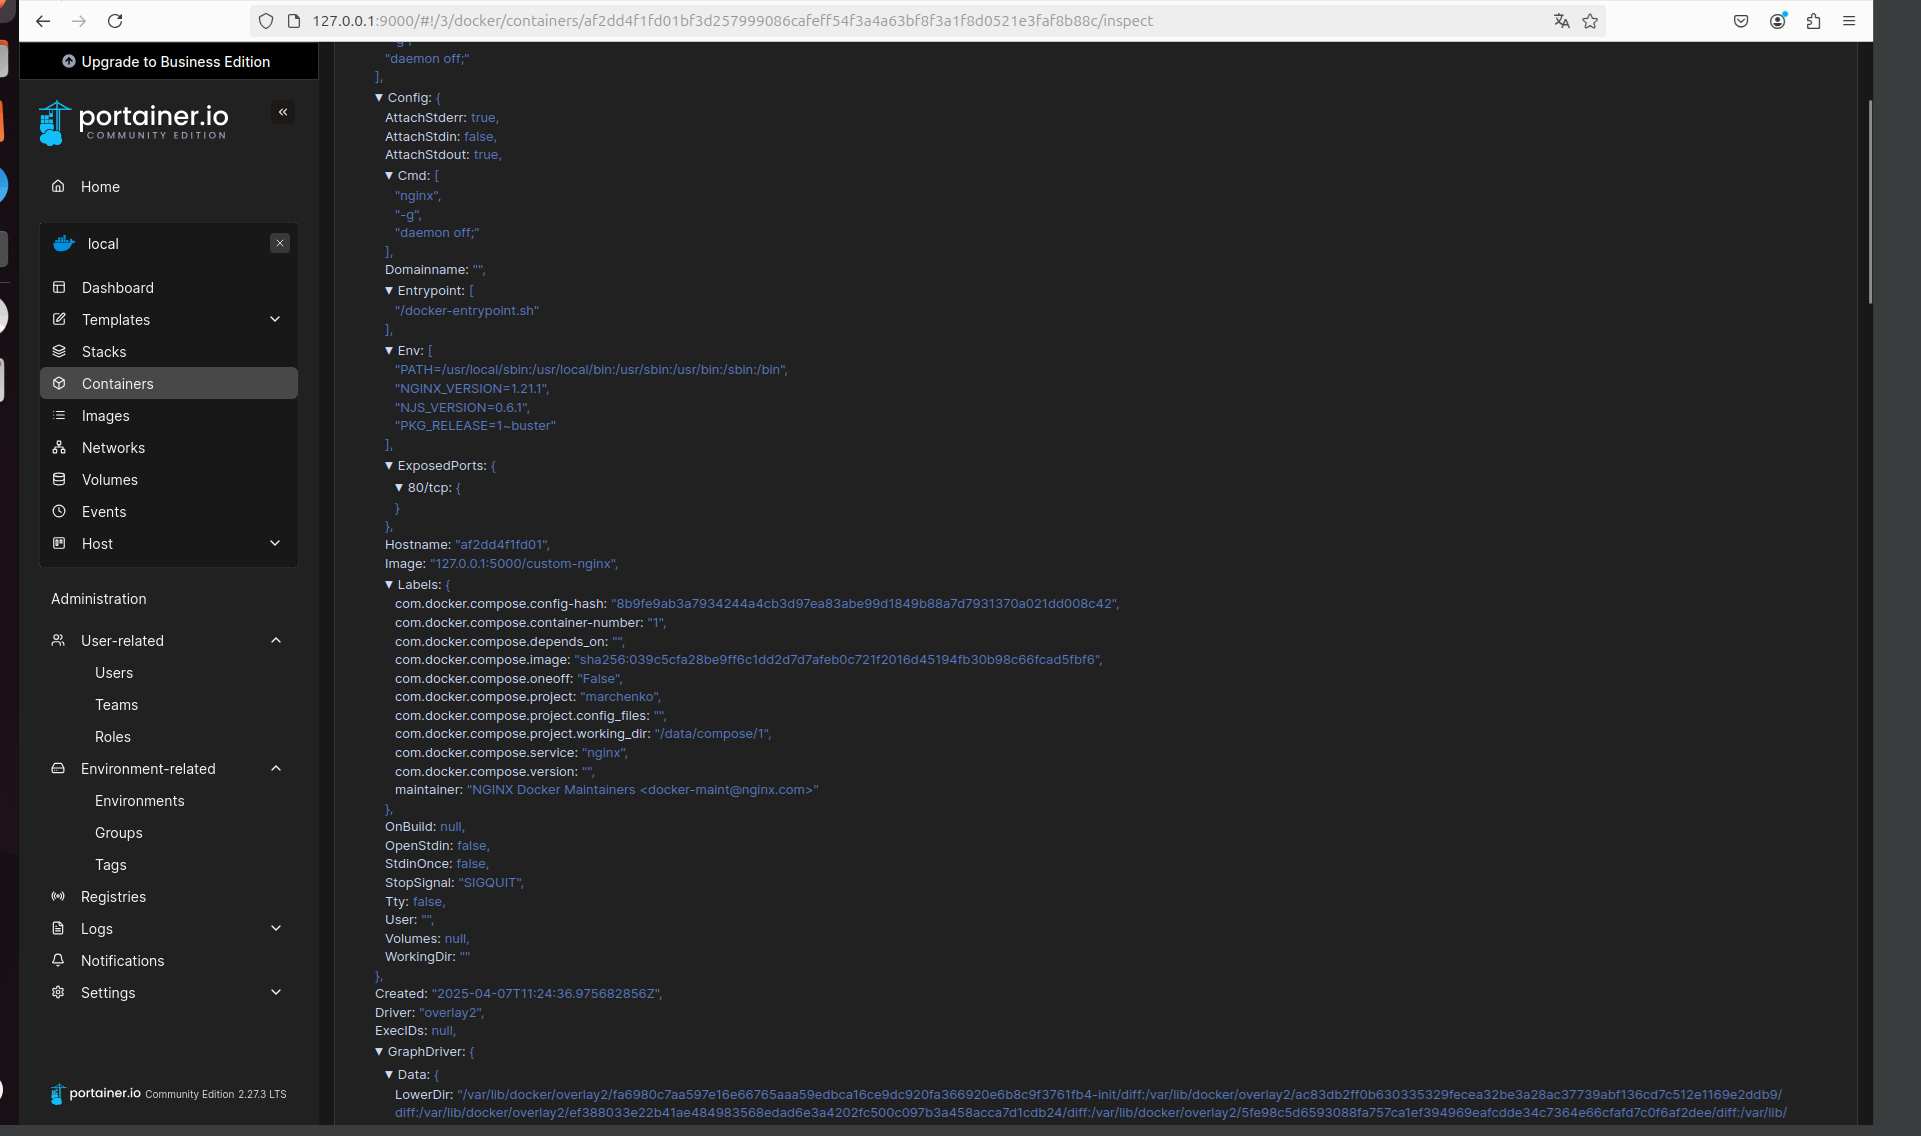 127.0.0.1:9000/#!/3/docker/containers/af2dd4f1fd01bf3d257999086cafeff54f3a4a63bf8f3a1f8d0521e3faf8b88c/inspect
Upgrade to Business Edition
portainer.io
COMMUNITY EDITION
Home
local
Dashboard
Templates
Stacks
Containers
Images
Networks
Volumes
Events
Host
Administration
User-related
Users
Teams
Roles
Environment-related
Environments
Groups
Tags
Registries
Logs
Notifications
Settings
portainer.io Community Edition 2.27.3 LTS
"daemon off;"
],
▼ Config: {
AttachStderr: true,
AttachStdin: false,
AttachStdout: true,
▼ Cmd: [
"nginx",
"-g",
"daemon off;"
],
Domainname: "",
▼ Entrypoint: [
"/docker-entrypoint.sh"
],
▼ Env: [
"PATH=/usr/local/sbin:/usr/local/bin:/usr/sbin:/usr/bin:/sbin:/bin",
"NGINX_VERSION=1.21.1",
"NJS_VERSION=0.6.1",
"PKG_RELEASE=1~buster"
],
▼ ExposedPorts: {
▼ 80/tcp: {
}
},
Hostname: "af2dd4f1fd01",
Image: "127.0.0.1:5000/custom-nginx",
▼ Labels: {
com.docker.compose.config-hash: "8b9fe9ab3a7934244a4cb3d97ea83abe99d1849b88a7d7931370a021dd008c42",
com.docker.compose.container-number: "1",
com.docker.compose.depends_on: "",
com.docker.compose.image: "sha256:039c5cfa28be9ff6c1dd2d7d7afeb0c721f2016d45194fb30b98c66fcad5fbf6",
com.docker.compose.oneoff: "False",
com.docker.compose.project: "marchenko",
com.docker.compose.project.config_files: "",
com.docker.compose.project.working_dir: "/data/compose/1",
com.docker.compose.service: "nginx",
com.docker.compose.version: "",
maintainer: "NGINX Docker Maintainers <docker-maint@nginx.com>"
},
OnBuild: null,
OpenStdin: false,
StdinOnce: false,
StopSignal: "SIGQUIT",
Tty: false,
User: "",
Volumes: null,
WorkingDir: ""
},
Created: "2025-04-07T11:24:36.975682856Z",
Driver: "overlay2",
ExecIDs: null,
▼ GraphDriver: {
▼ Data: {
LowerDir: "/var/lib/docker/overlay2/fa6980c7aa597e16e66765aaa59edbca16ce9dc920fa366920e6b8c9f3761fb4-init/diff:/var/lib/docker/overlay2/ac83db2ff0b630335329fecea32be3a28ac37739abf136cd7c512e1169e2ddb9/
diff:/var/lib/docker/overlay2/ef388033e22b41ae484983568edad6e3a4202fc500c097b3a458acca7d1cdb24/diff:/var/lib/docker/overlay2/5fe98c5d6593088fa757ca1ef394969eafcdde34c7364e66cfafd7c0f6af2dee/diff:/var/lib/